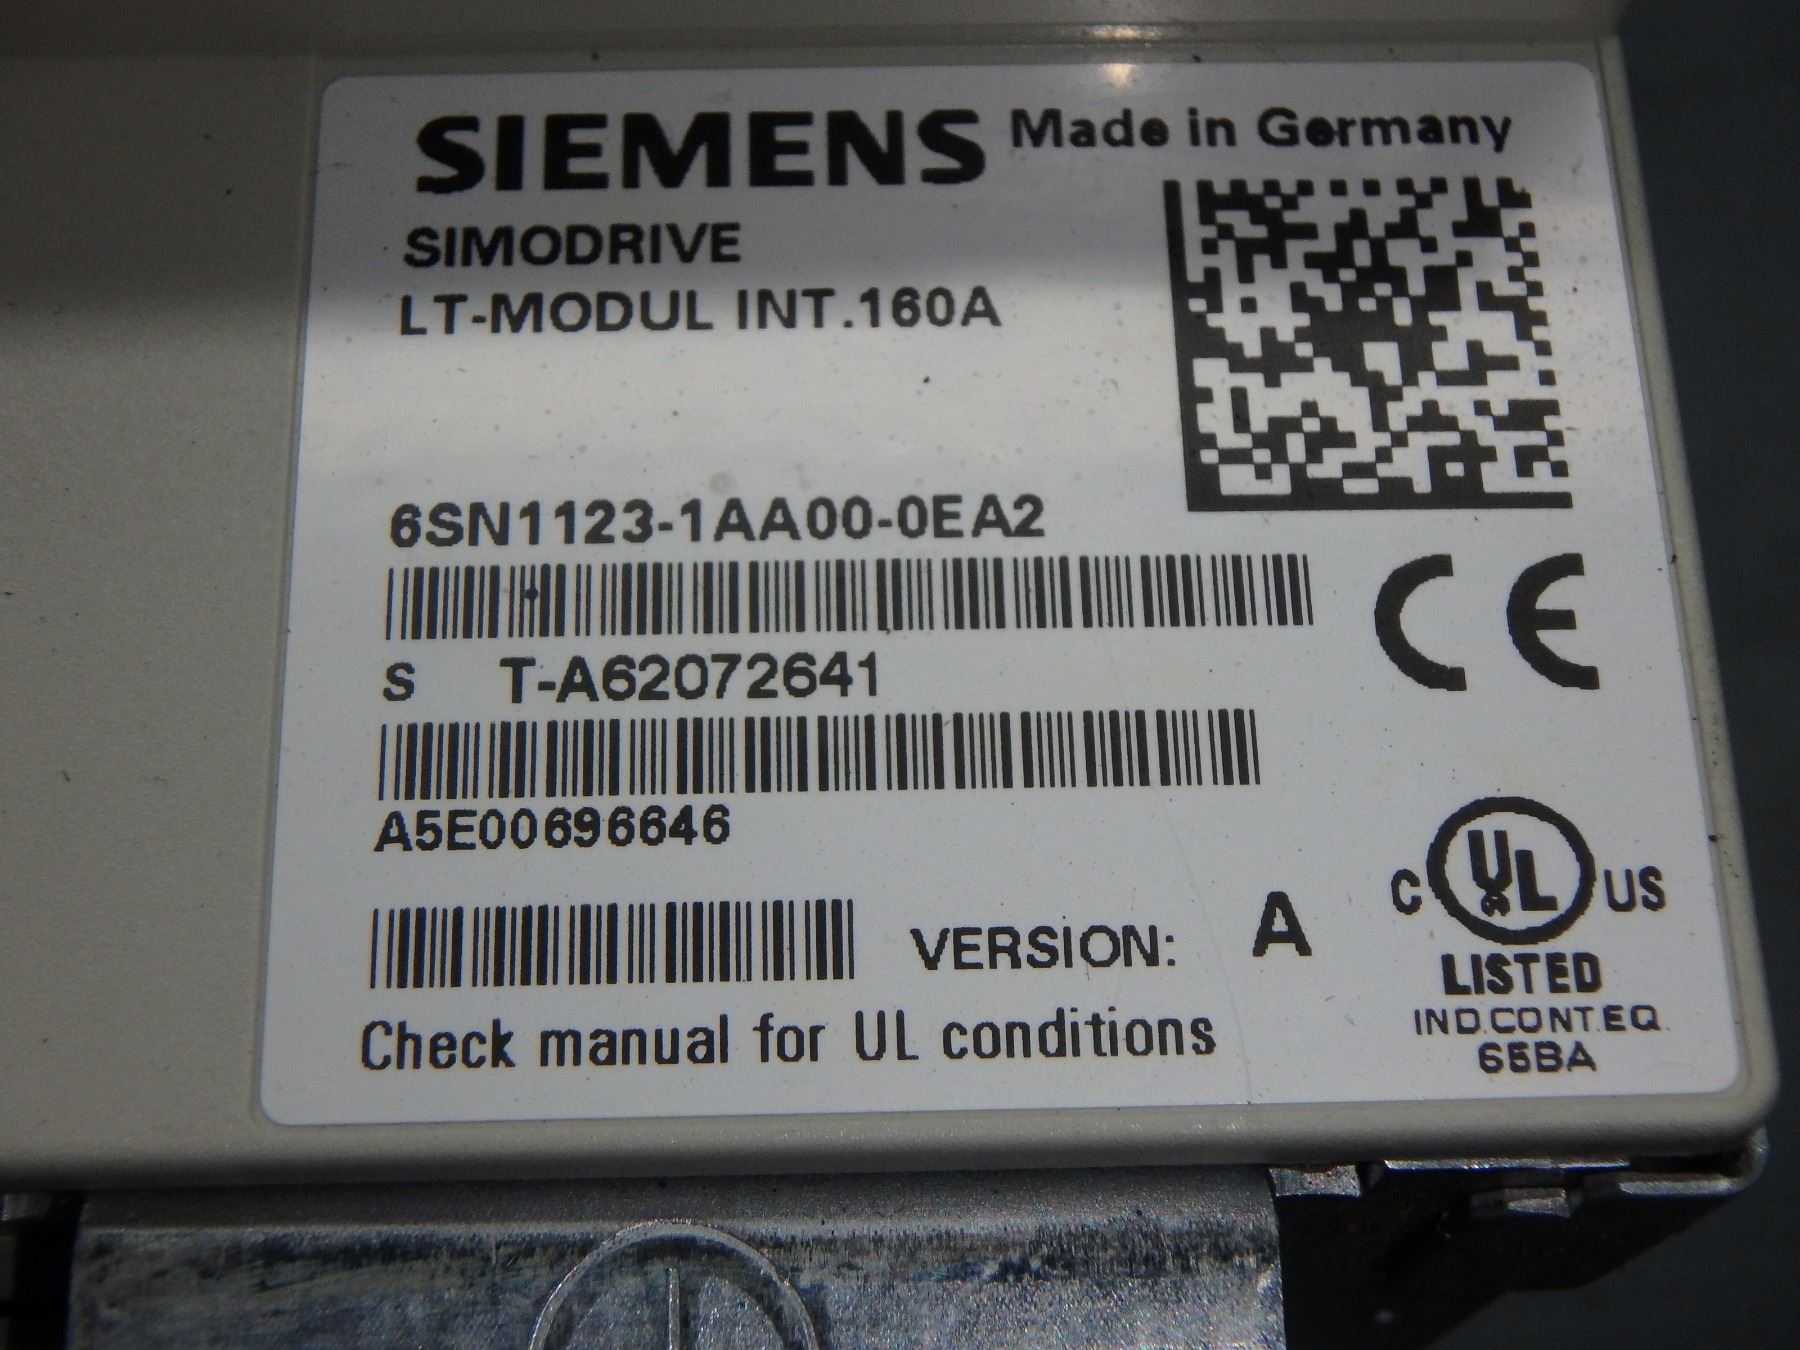 SIEMENS Made in Germany
SIMODRIVE
LT-MODUL INT.160A
6SN1123-1AA00-0EA2
S T-A62072641
A5E00696646
VERSION: A
Check manual for UL conditions
CE
C UL US
LISTED
IND.CONT.EQ.
65BA